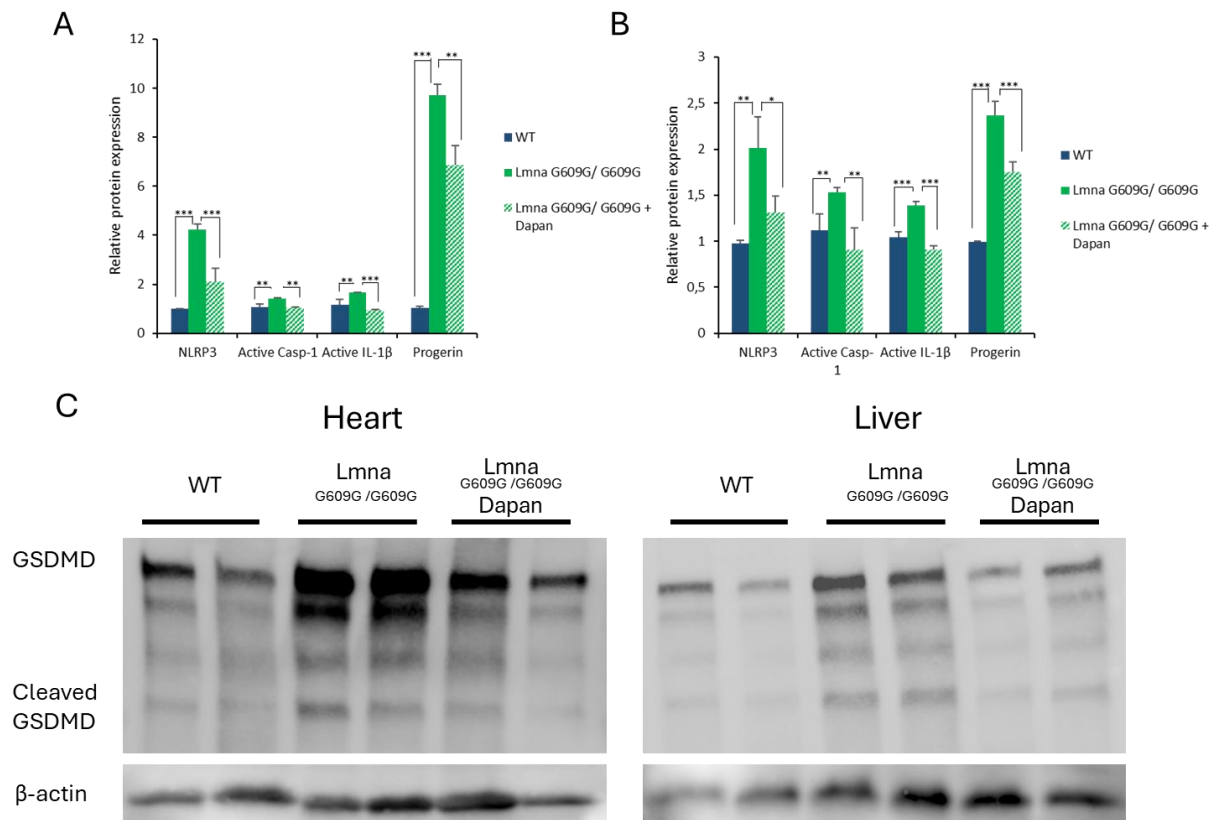 A
12
10
8
6
4
2
0
Relative protein expression
*** **
*** ***
** **
** ***
NLRP3 Active Casp-1 Active IL-1β Progerin
WT
Lmna G609G/ G609G
Lmna G609G/ G609G +
Dapan
B
3
2,5
2
1,5
1
0,5
0
Relative protein expression
*** ***
** *
** **
*** ***
NLRP3 Active Casp-
1 Active IL-1β Progerin
WT
Lmna G609G/ G609G
Lmna G609G/ G609G +
Dapan
C
Heart
Liver
WT
Lmna
G609G /G609G
Lmna
G609G /G609G
Dapan
WT
Lmna
G609G /G609G
Lmna
G609G /G609G
Dapan
GSDMD
Cleaved
GSDMD
β-actin